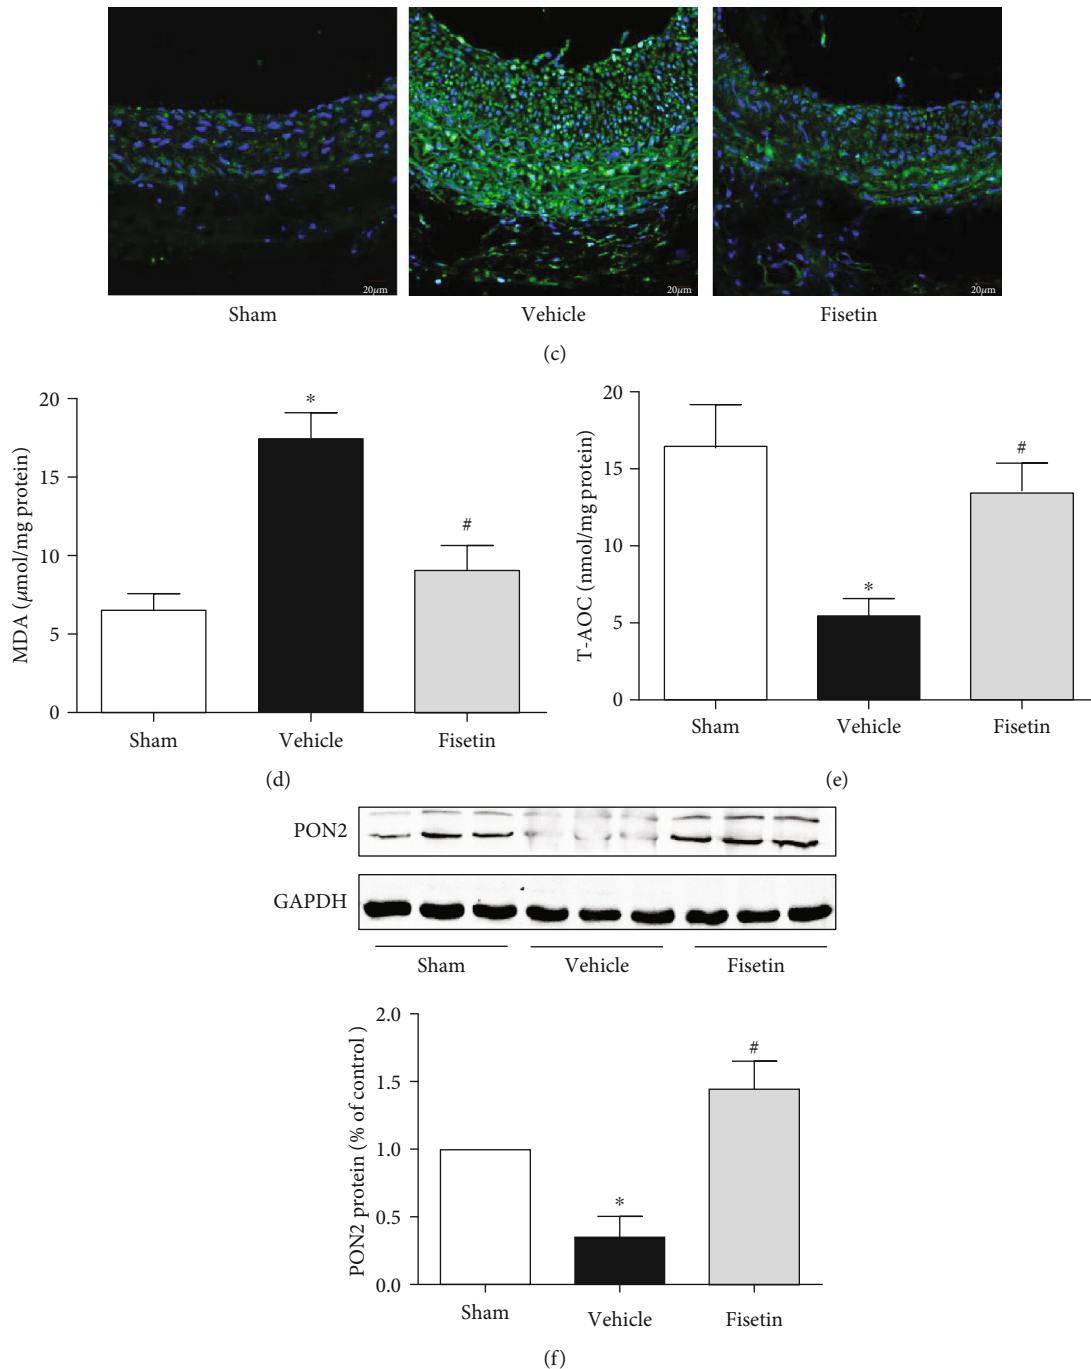 20μm
20μm
20μm
Sham
Vehicle
Fisetin
(c)
MDA (μmol/mg protein)
20
15
10
5
0
*
#
Sham
Vehicle
Fisetin
(d)
T-AOC (nmol/mg protein)
20
15
10
5
0
*
#
Sham
Vehicle
Fisetin
(e)
PON2
GAPDH
Sham
Vehicle
Fisetin
PON2 protein (% of control )
2.0
1.5
1.0
0.5
0.0
*
#
Sham
Vehicle
Fisetin
(f)